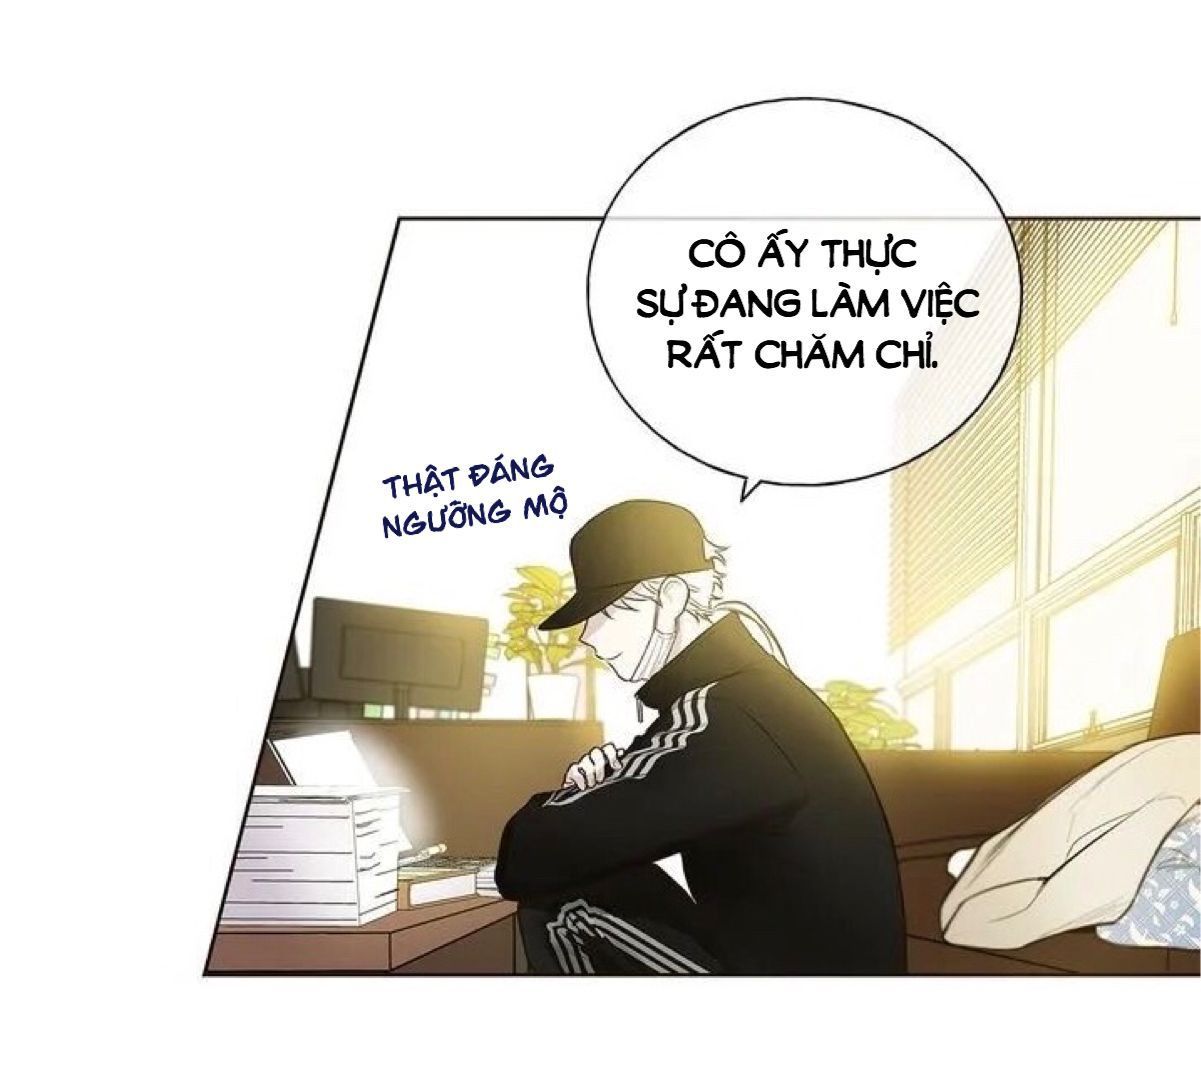 CÔ ẤY THỰC
SỰ ĐANG LÀM VIỆC
RẤT CHĂM CHỈ.
THẬT ĐÁNG
NGƯỠNG MỘ